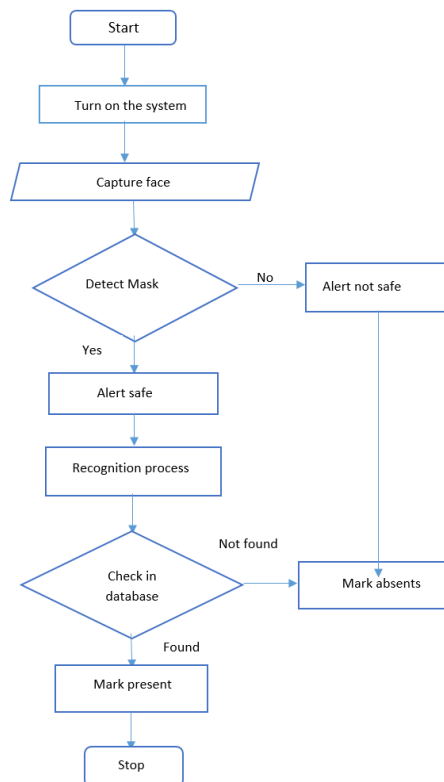 Start
Turn on the system
Capture face
Detect Mask
No
Alert not safe
Yes
Alert safe
Recognition process
Not found
Check in
database
Mark absents
Found
Mark present
Stop